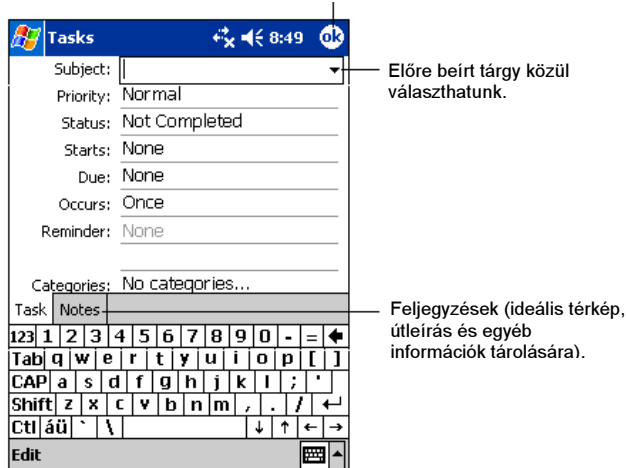 Tasks 8:49 ok
Subject:
Előre beírt tárgy közül
választhatunk.
Priority: Normal
Status: Not Completed
Starts: None
Due: None
Occurs: Once
Reminder: None
Categories: No categories...
Task Notes
Feljegyzések (ideális térkép,
útleírás és egyéb
információk tárolására).
123 1 2 3 4 5 6 7 8 9 0 - = ←
Tab q w e r t y u i o p [ ]
CAP a s d f g h j k l ; '
Shift z x c v b n m , . / ↵
Ctl áü ` \ ↓ ↑ ← →
Edit